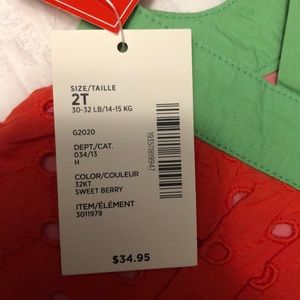 SIZE/TAILLE
2T
30-32 LB/14-15 KG
G2020
DEPT./CAT.
034/13
H
COLOR/COULEUR
32KT
SWEET BERRY
ITEM/ÉLÉMENT
3011979
$34.95